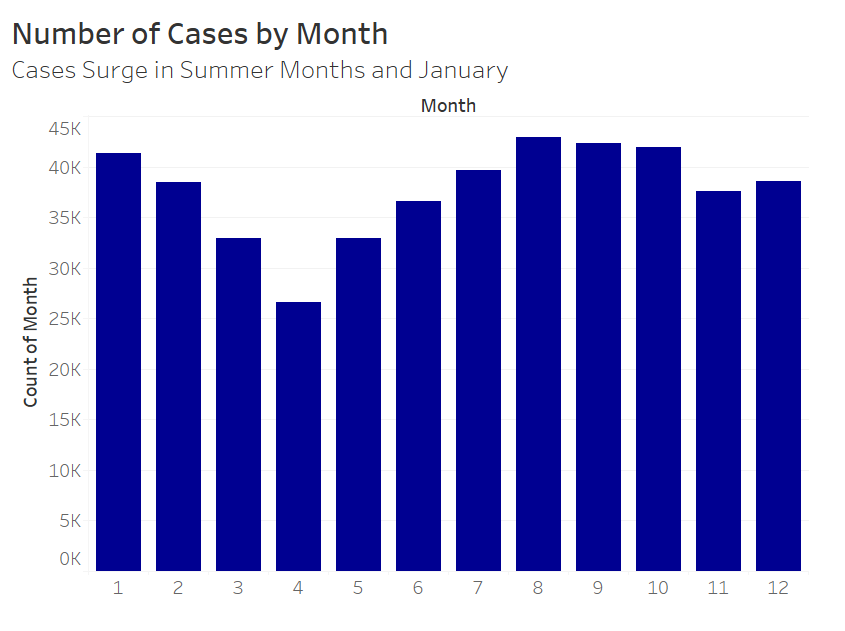 Number of Cases by Month
Cases Surge in Summer Months and January
Month
Count of Month
45K
40K
35K
30K
25K
20K
15K
10K
5K
0K
1 2 3 4 5 6 7 8 9 10 11 12